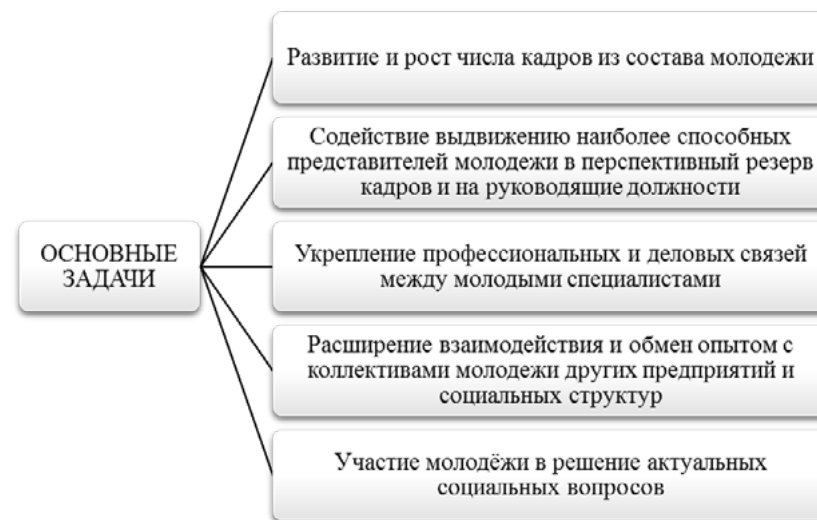 Развитие и рост числа кадров из состава молодежи
Содействие выдвижению наиболее способных
представителей молодежи в перспективный резерв
кадров и на руководящие должности
ОСНОВНЫЕ
ЗАДАЧИ
Укрепление профессиональных и деловых связей
между молодыми специалистами
Расширение взаимодействия и обмен опытом с
коллективами молодежи других предприятий и
социальных структур
Участие молодёжи в решение актуальных
социальных вопросов